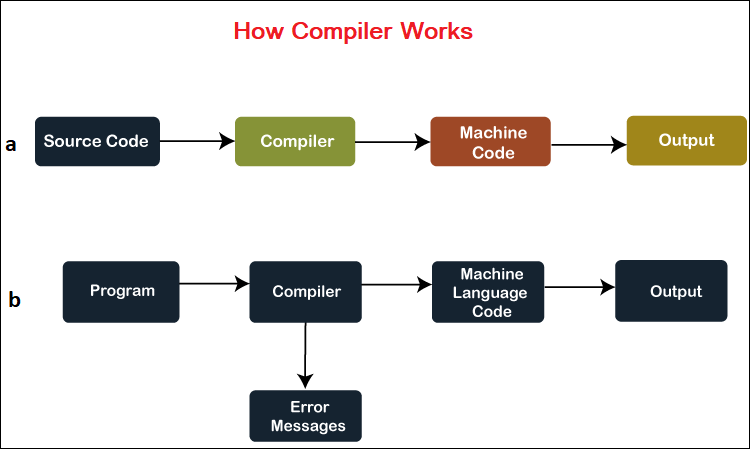 How Compiler Works
a
Source Code
Compiler
Machine
Code
Output
b
Program
Compiler
Machine
Language
Code
Output
Error
Messages